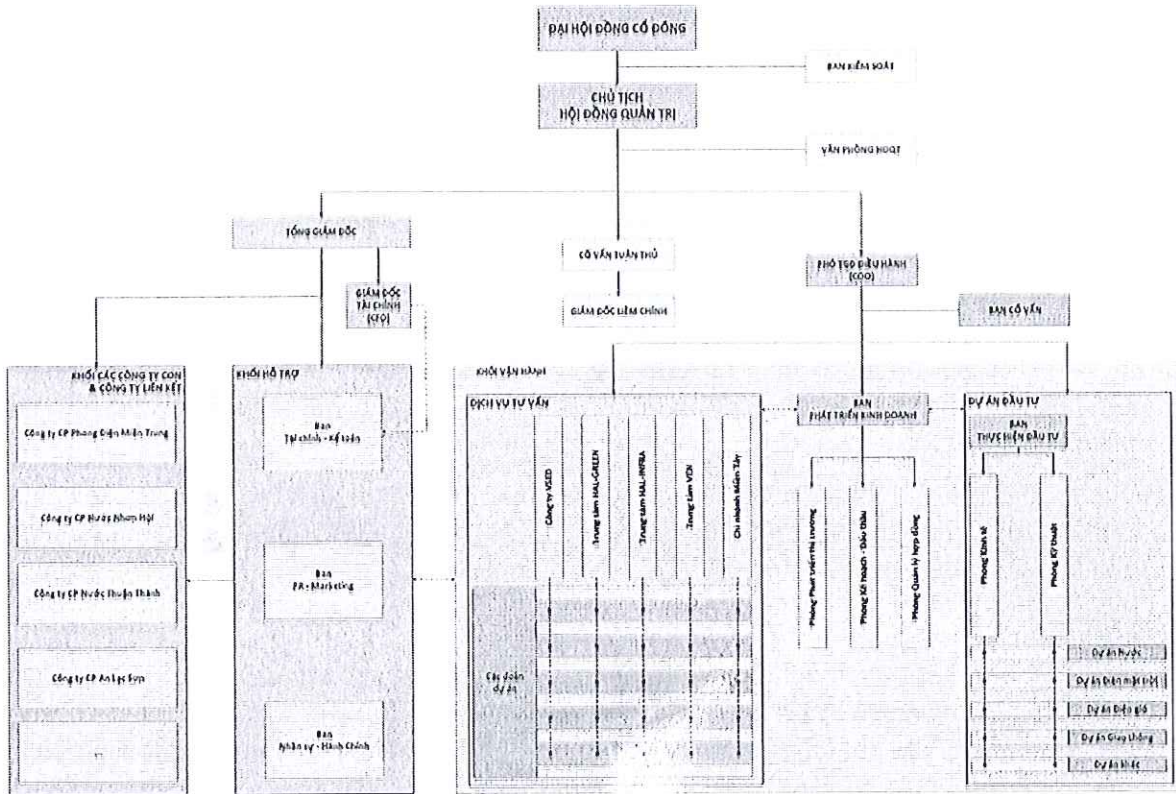 ĐẠI HỘI ĐỒNG CỔ ĐÔNG
BAN KIỂM SOÁT
CHỦ TỊCH
HỘI ĐỒNG QUẢN TRỊ
VĂN PHÒNG HĐQT
TỔNG GIÁM ĐỐC
CỐ VẤN TUÂN THỦ
PHÓ TGĐ ĐIỀU HÀNH
(COO)
GIÁM ĐỐC
TÀI CHÍNH
(CFO)
GIÁM ĐỐC LIÊM CHÍNH
BAN CỐ VẤN
KHỐI CÁC CÔNG TY CON
& CÔNG TY LIÊN KẾT
Công ty CP Phong Điện Miền Trung
Công ty CP Nước Nhơn Hội
Công ty CP Nước Thuận Thành
Công ty CP An Lạc Sơn
...
KHỐI HỖ TRỢ
Ban
Tài chính - Kế toán
Ban
PR - Marketing
Ban
Nhân sự - Hành Chính
KHỐI VẬN HÀNH
DỊCH VỤ TƯ VẤN
Công ty VSED
Trung tâm HAL-GREEN
Trung tâm HAL-INFRA
Trung tâm VCN
Chi nhánh Miền Tây
Các đoàn
dự án
BAN
PHÁT TRIỂN KINH DOANH
Phòng Phát triển thị trường
Phòng Kế hoạch - Đấu thầu
Phòng Quản lý hợp đồng
DỰ ÁN ĐẦU TƯ
BAN
THỰC HIỆN ĐẦU TƯ
Phòng Kinh tế
Phòng Kỹ thuật
Dự án Nước
Dự án Điện mặt trời
Dự án Điện gió
Dự án Giao thông
Dự án khác